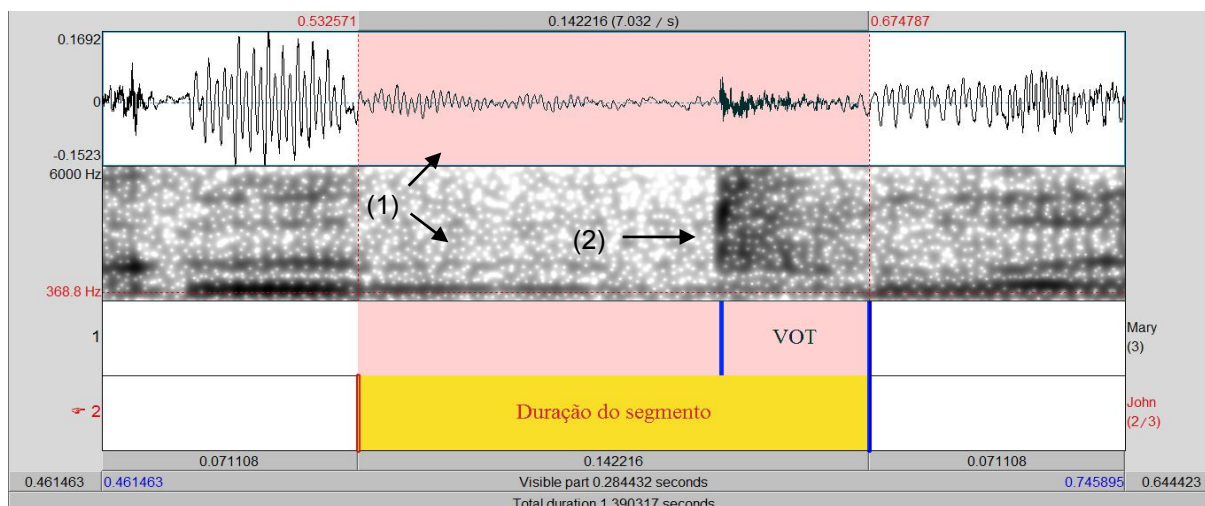 0.532571 0.142216 (7.032 / s) 0.674787
0.1692
0
-0.1523
6000 Hz
(1)
(2)
368.8 Hz
1 VOT Mary
(3)
2 Duração do segmento John
(2/3)
0.071108 0.142216 0.071108
0.461463 0.461463 Visible part 0.284432 seconds 0.745895 0.644423
Total duration 1.390317 seconds